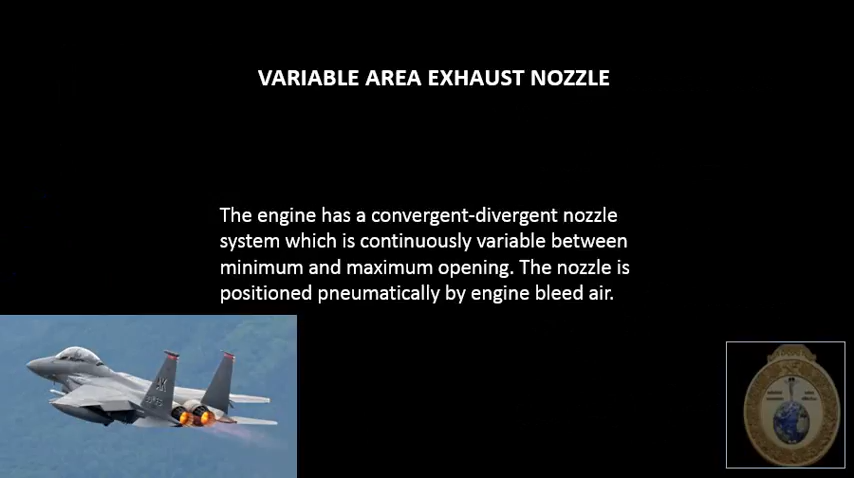 VARIABLE AREA EXHAUST NOZZLE
The engine has a convergent-divergent nozzle
system which is continuously variable between
minimum and maximum opening. The nozzle is
positioned pneumatically by engine bleed air.
AK